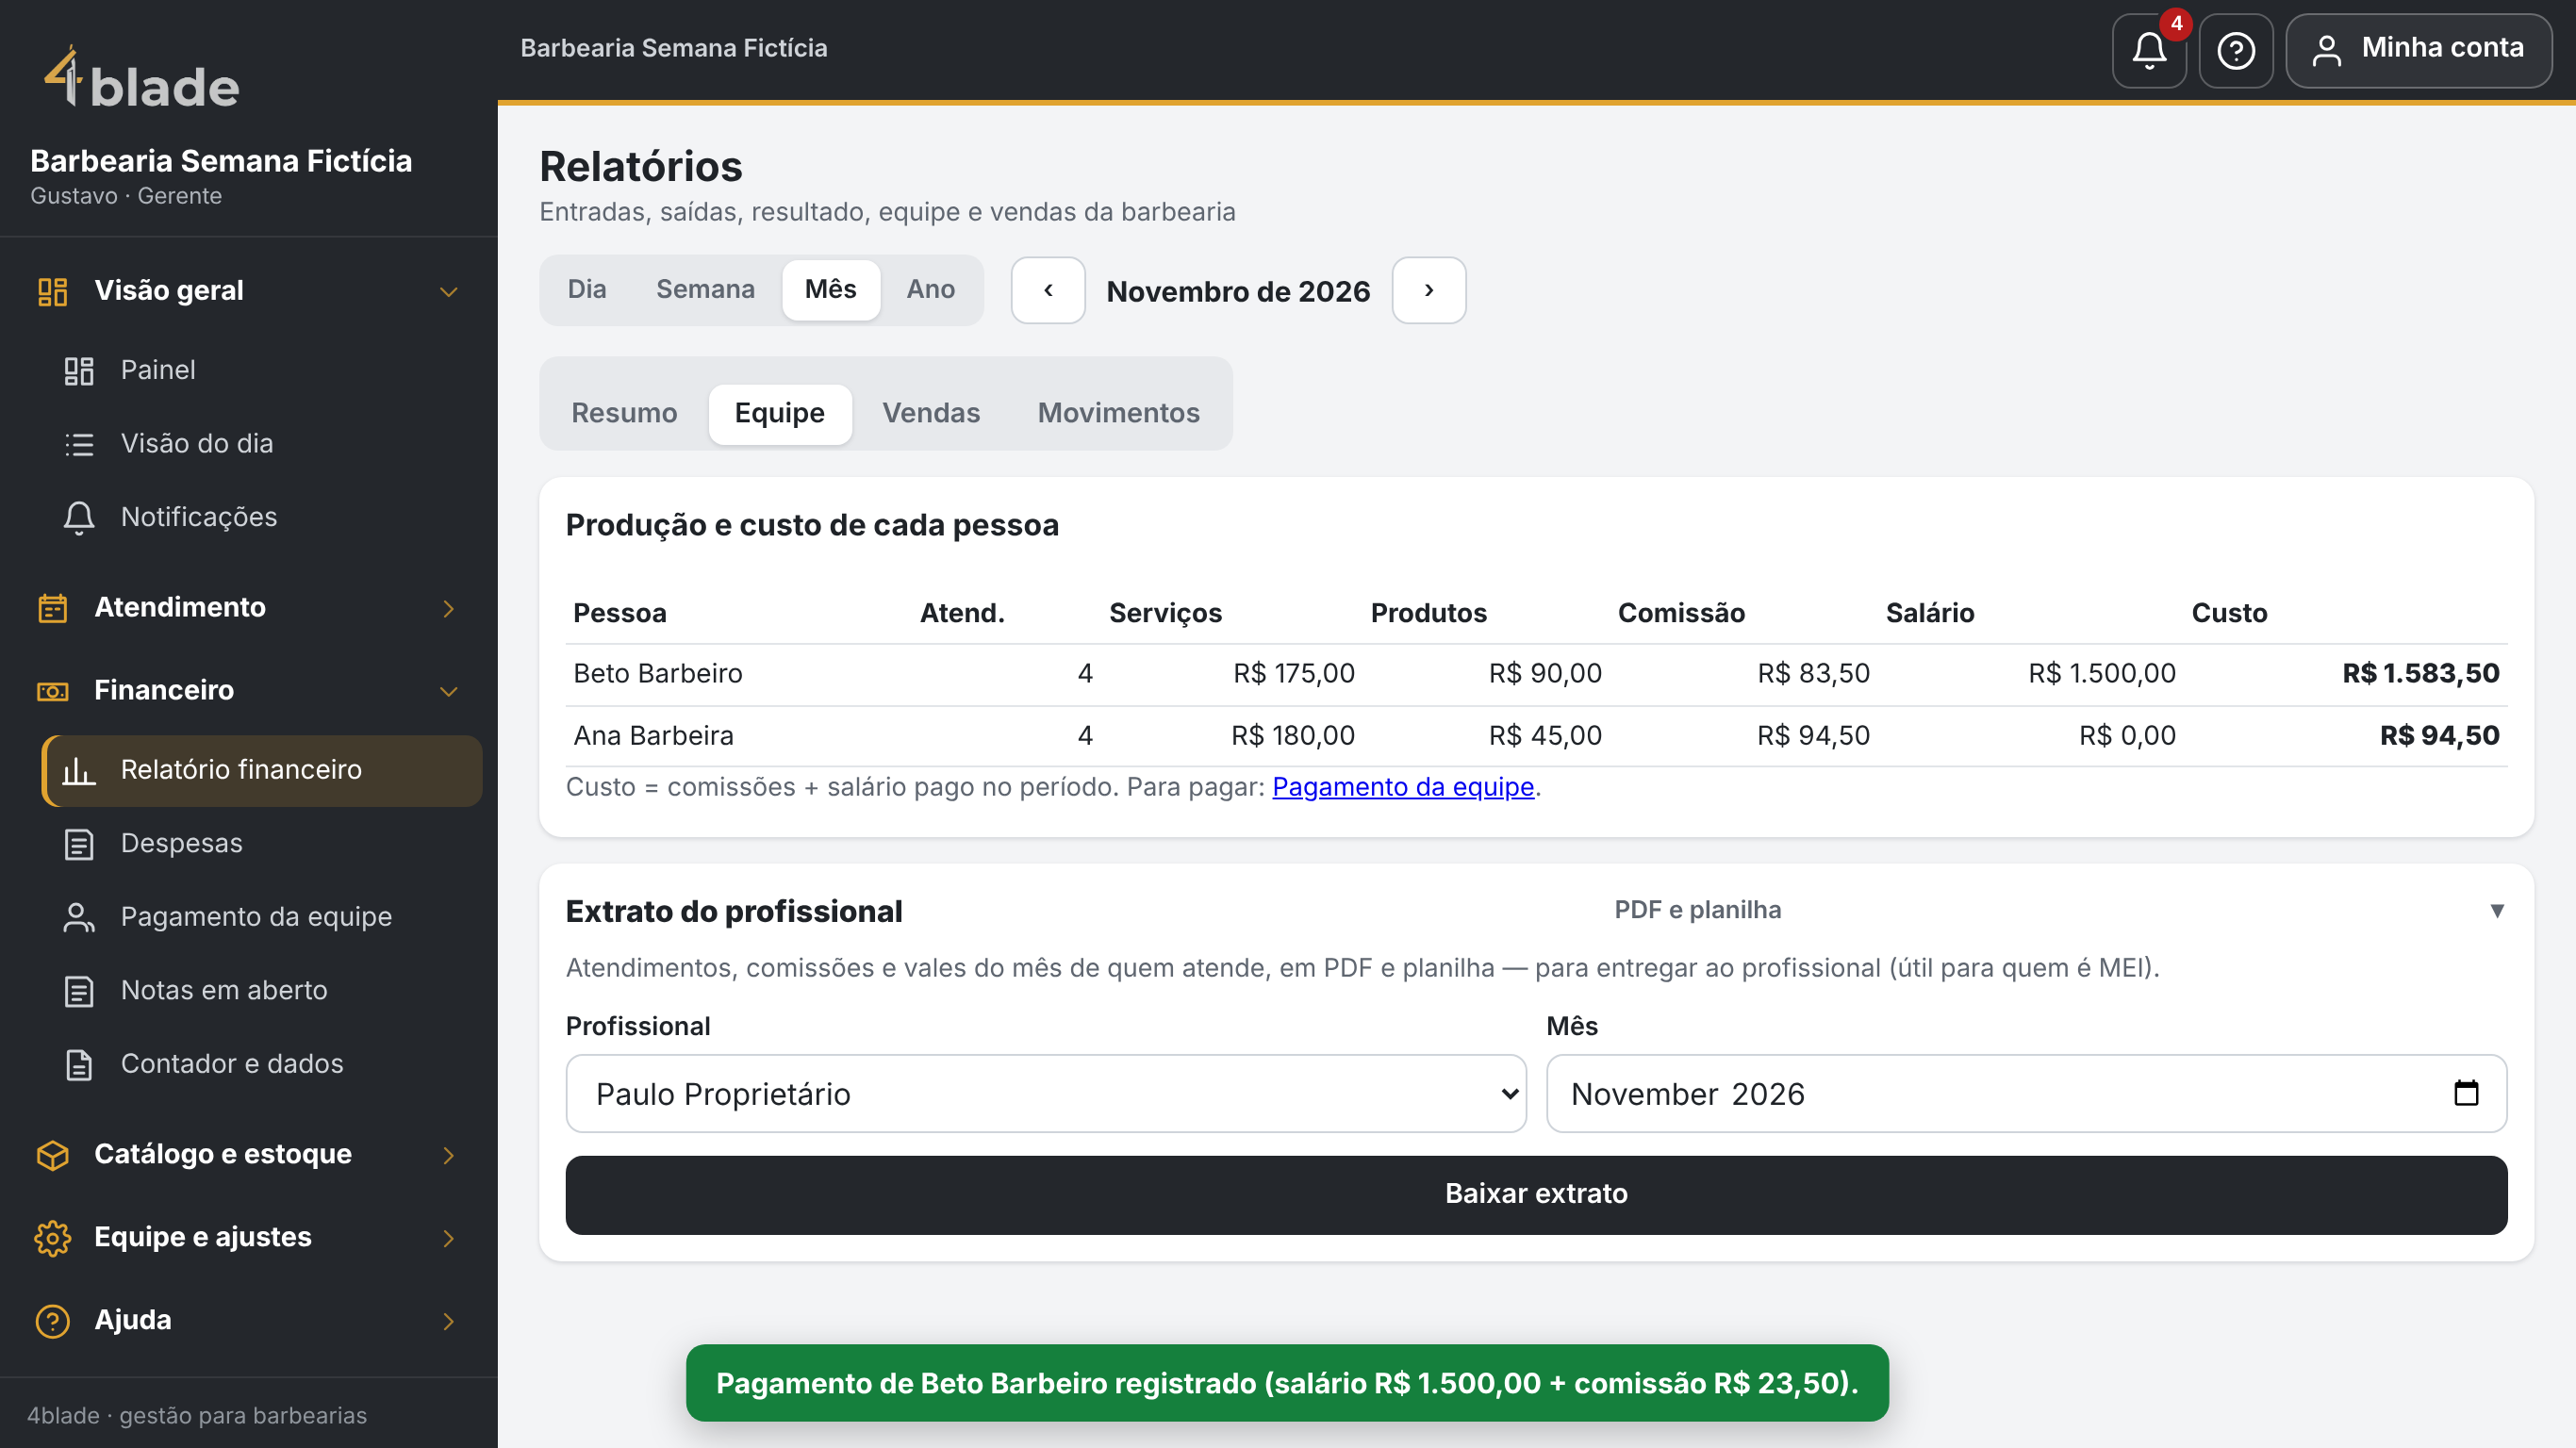 4blade
Barbearia Semana Fictícia
Gustavo · Gerente
Visão geral
Painel
Visão do dia
Notificações
Atendimento
Financeiro
Relatório financeiro
Despesas
Pagamento da equipe
Notas em aberto
Contador e dados
Catálogo e estoque
Equipe e ajustes
Ajuda
4blade · gestão para barbearias
Barbearia Semana Fictícia
4
Minha conta
Relatórios
Entradas, saídas, resultado, equipe e vendas da barbearia
Dia Semana Mês Ano ‹ Novembro de 2026 ›
Resumo Equipe Vendas Movimentos
Produção e custo de cada pessoa
Pessoa Atend. Serviços Produtos Comissão Salário Custo
Beto Barbeiro 4 R$ 175,00 R$ 90,00 R$ 83,50 R$ 1.500,00 R$ 1.583,50
Ana Barbeira 4 R$ 180,00 R$ 45,00 R$ 94,50 R$ 0,00 R$ 94,50
Custo = comissões + salário pago no período. Para pagar: Pagamento da equipe.
Extrato do profissional PDF e planilha ▼
Atendimentos, comissões e vales do mês de quem atende, em PDF e planilha — para entregar ao profissional (útil para quem é MEI).
Profissional Mês
Paulo Proprietário November 2026
Baixar extrato
Pagamento de Beto Barbeiro registrado (salário R$ 1.500,00 + comissão R$ 23,50).